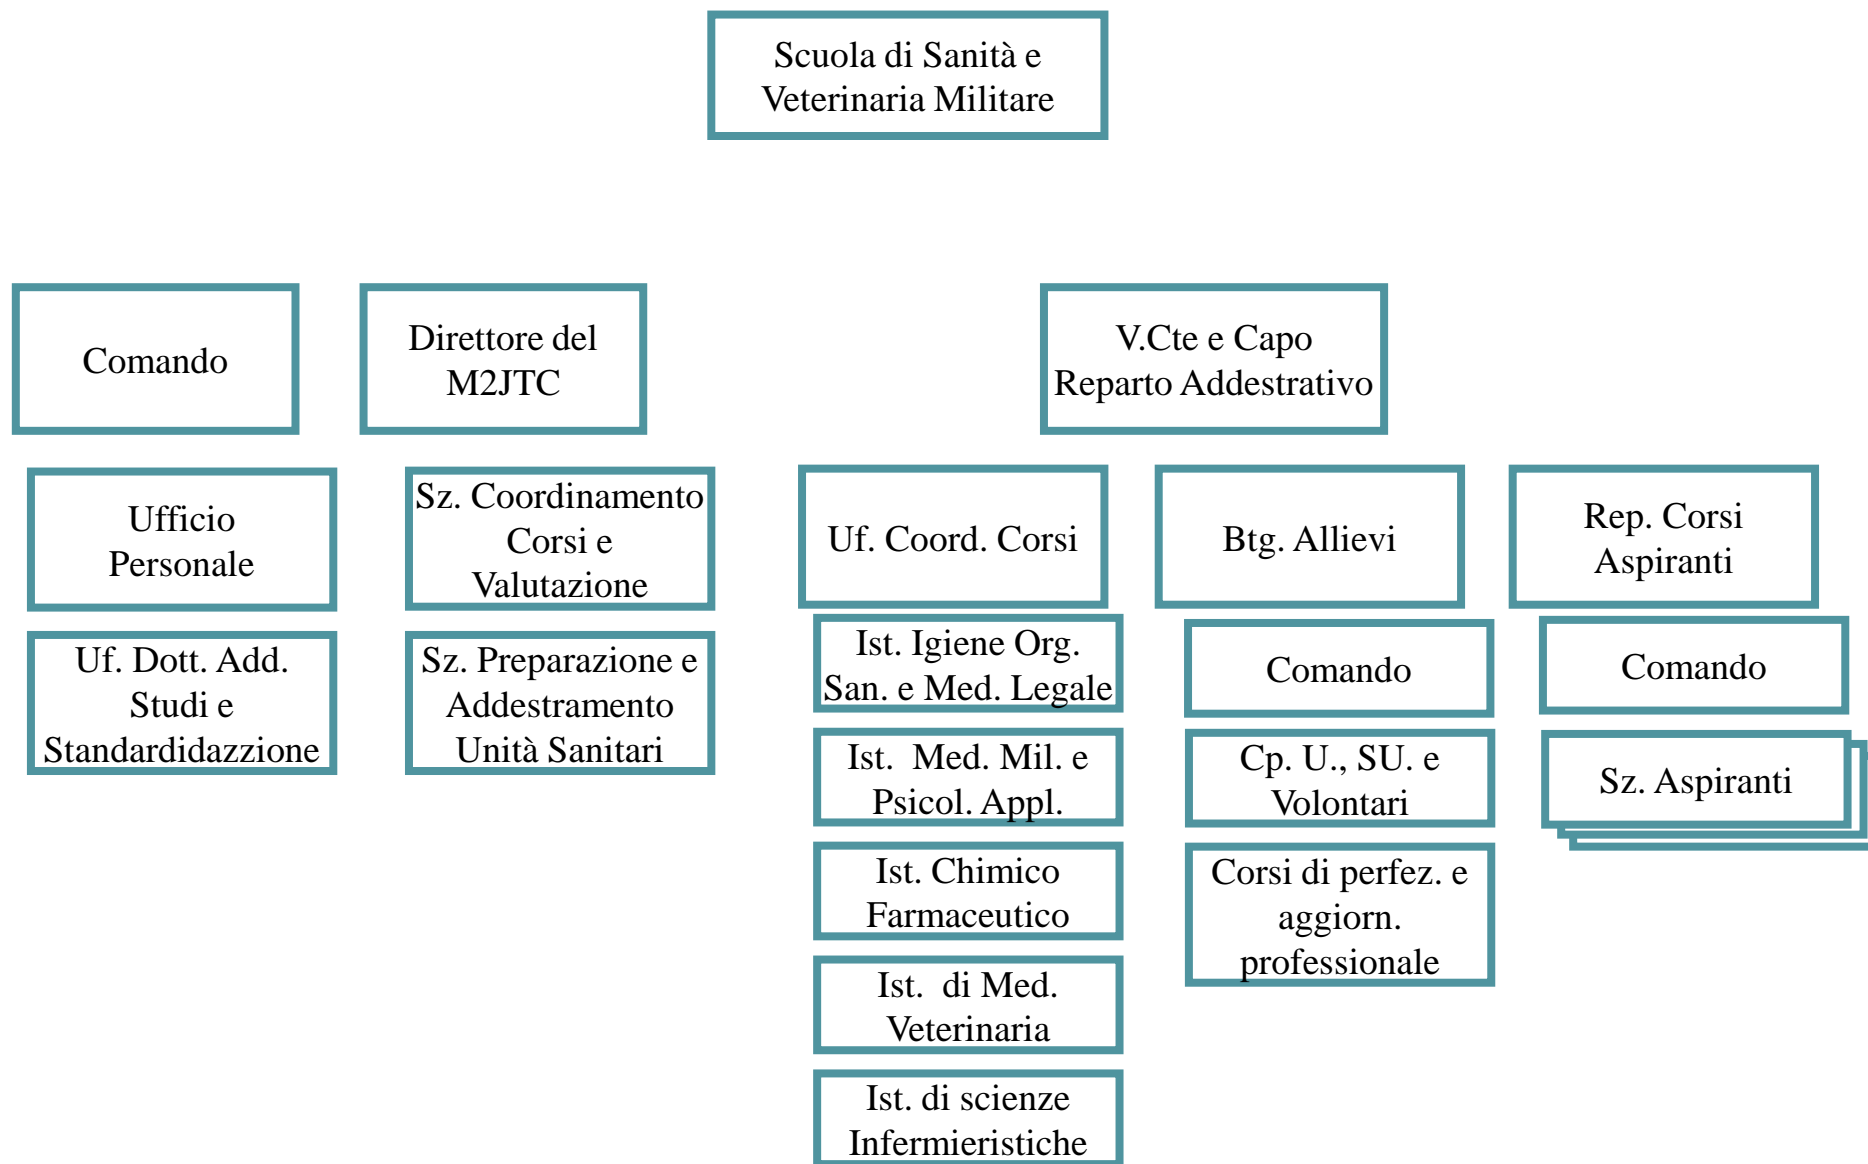 Scuola di Sanità e
Veterinaria Militare
Comando
Direttore del
M2JTC
V.Cte e Capo
Reparto Addestrativo
Ufficio
Personale
Sz. Coordinamento
Corsi e
Valutazione
Uf. Coord. Corsi
Btg. Allievi
Rep. Corsi
Aspiranti
Uf. Dott. Add.
Studi e
Standardidazzione
Sz. Preparazione e
Addestramento
Unità Sanitari
Ist. Igiene Org.
San. e Med. Legale
Comando
Comando
Ist. Med. Mil. e
Psicol. Appl.
Cp. U., SU. e
Volontari
Sz. Aspiranti
Ist. Chimico
Farmaceutico
Corsi di perfez. e
aggiorn.
professionale
Ist. di Med.
Veterinaria
Ist. di scienze
Infermieristiche